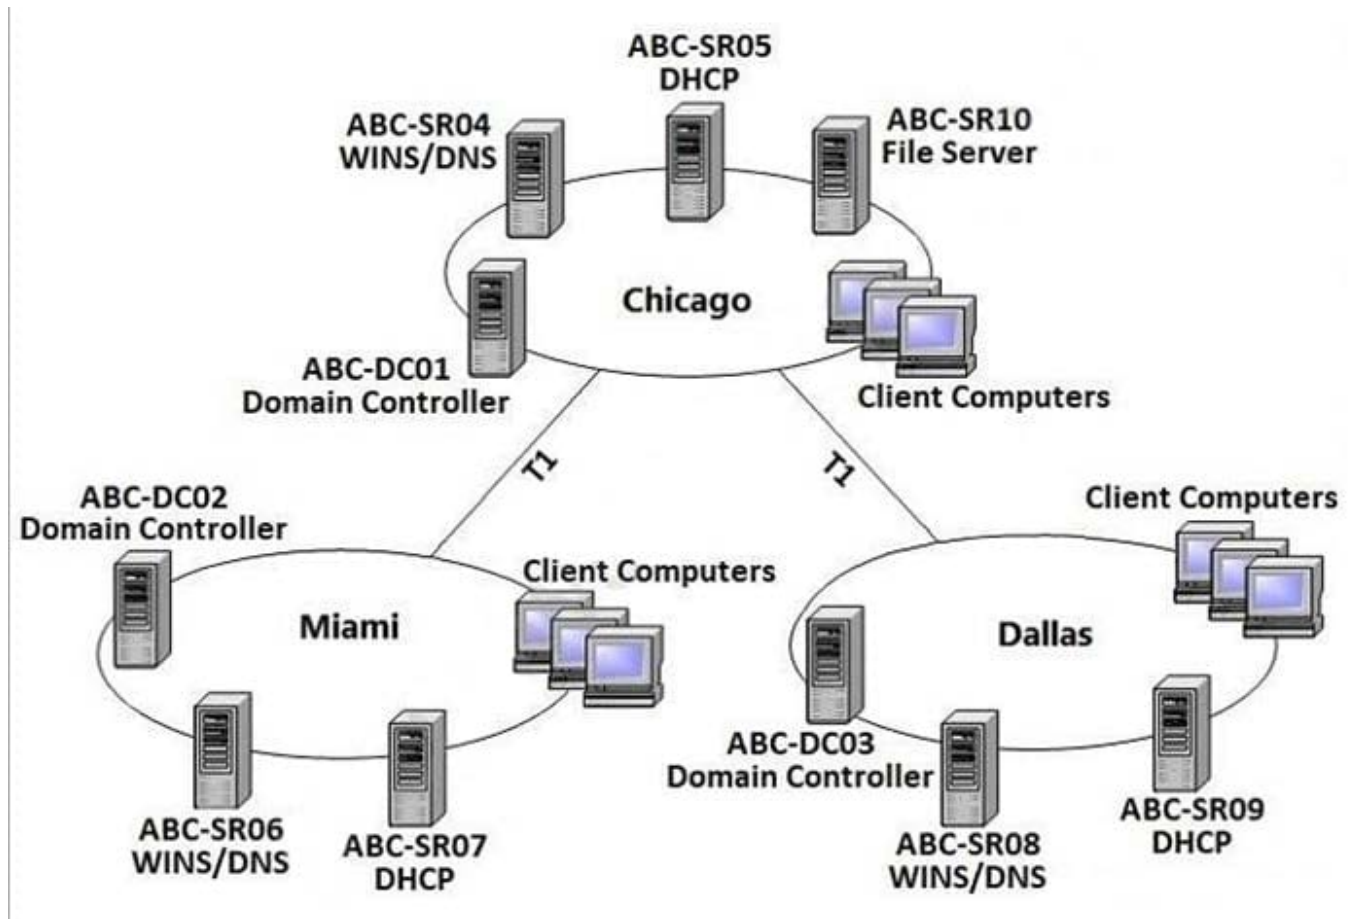 ABC-SR05
DHCP
ABC-SR04
WINS/DNS
ABC-SR10
File Server
Chicago
ABC-DC01
Domain Controller
Client Computers
T1
T1
ABC-DC02
Domain Controller
Client Computers
Miami
ABC-SR06
WINS/DNS
ABC-SR07
DHCP
Client Computers
Dallas
ABC-DC03
Domain Controller
ABC-SR08
WINS/DNS
ABC-SR09
DHCP